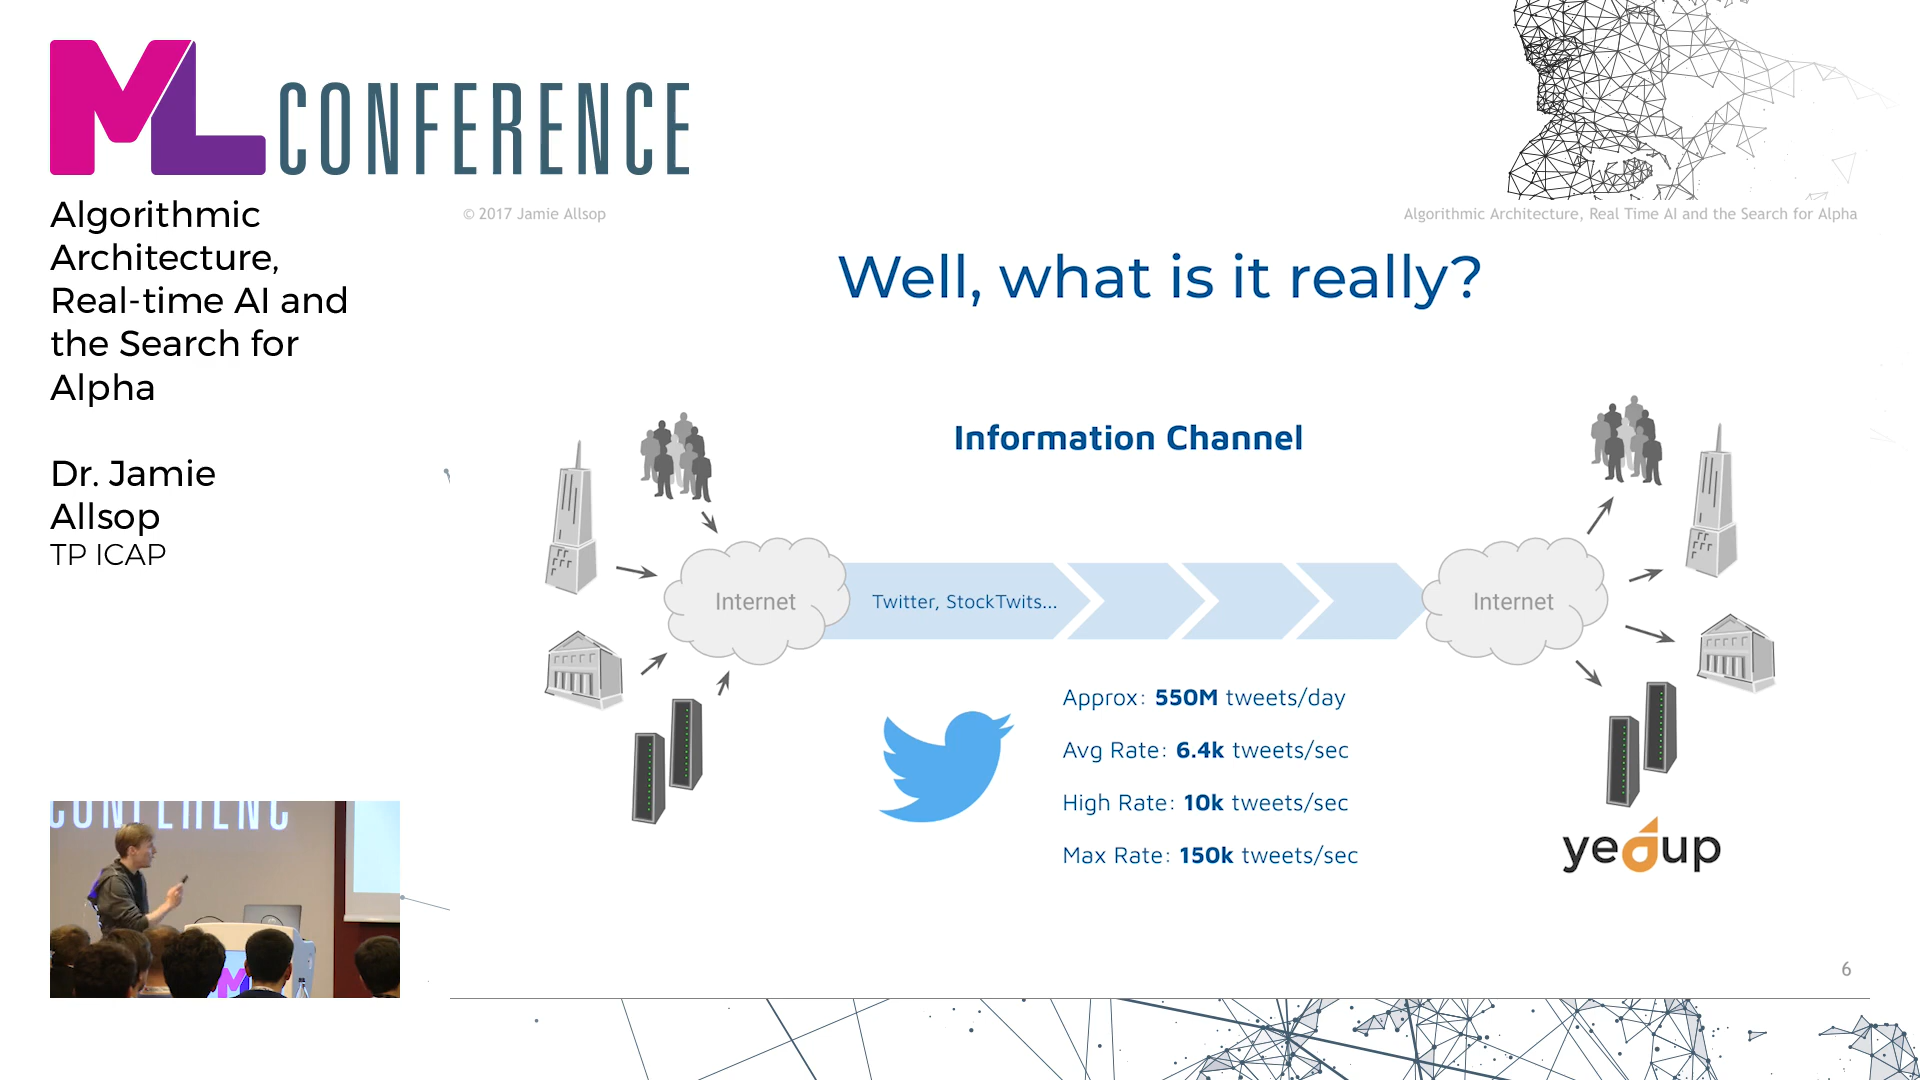 ML CONFERENCE
Algorithmic
Architecture,
Real-time AI and
the Search for
Alpha
Dr. Jamie
Allsop
TP ICAP
© 2017 Jamie Allsop
Algorithmic Architecture, Real Time AI and the Search for Alpha
Well, what is it really?
Information Channel
Internet
Twitter, StockTwits...
Internet
Approx: 550M tweets/day
Avg Rate: 6.4k tweets/sec
High Rate: 10k tweets/sec
Max Rate: 150k tweets/sec
yedup
6
CONFERENC
M